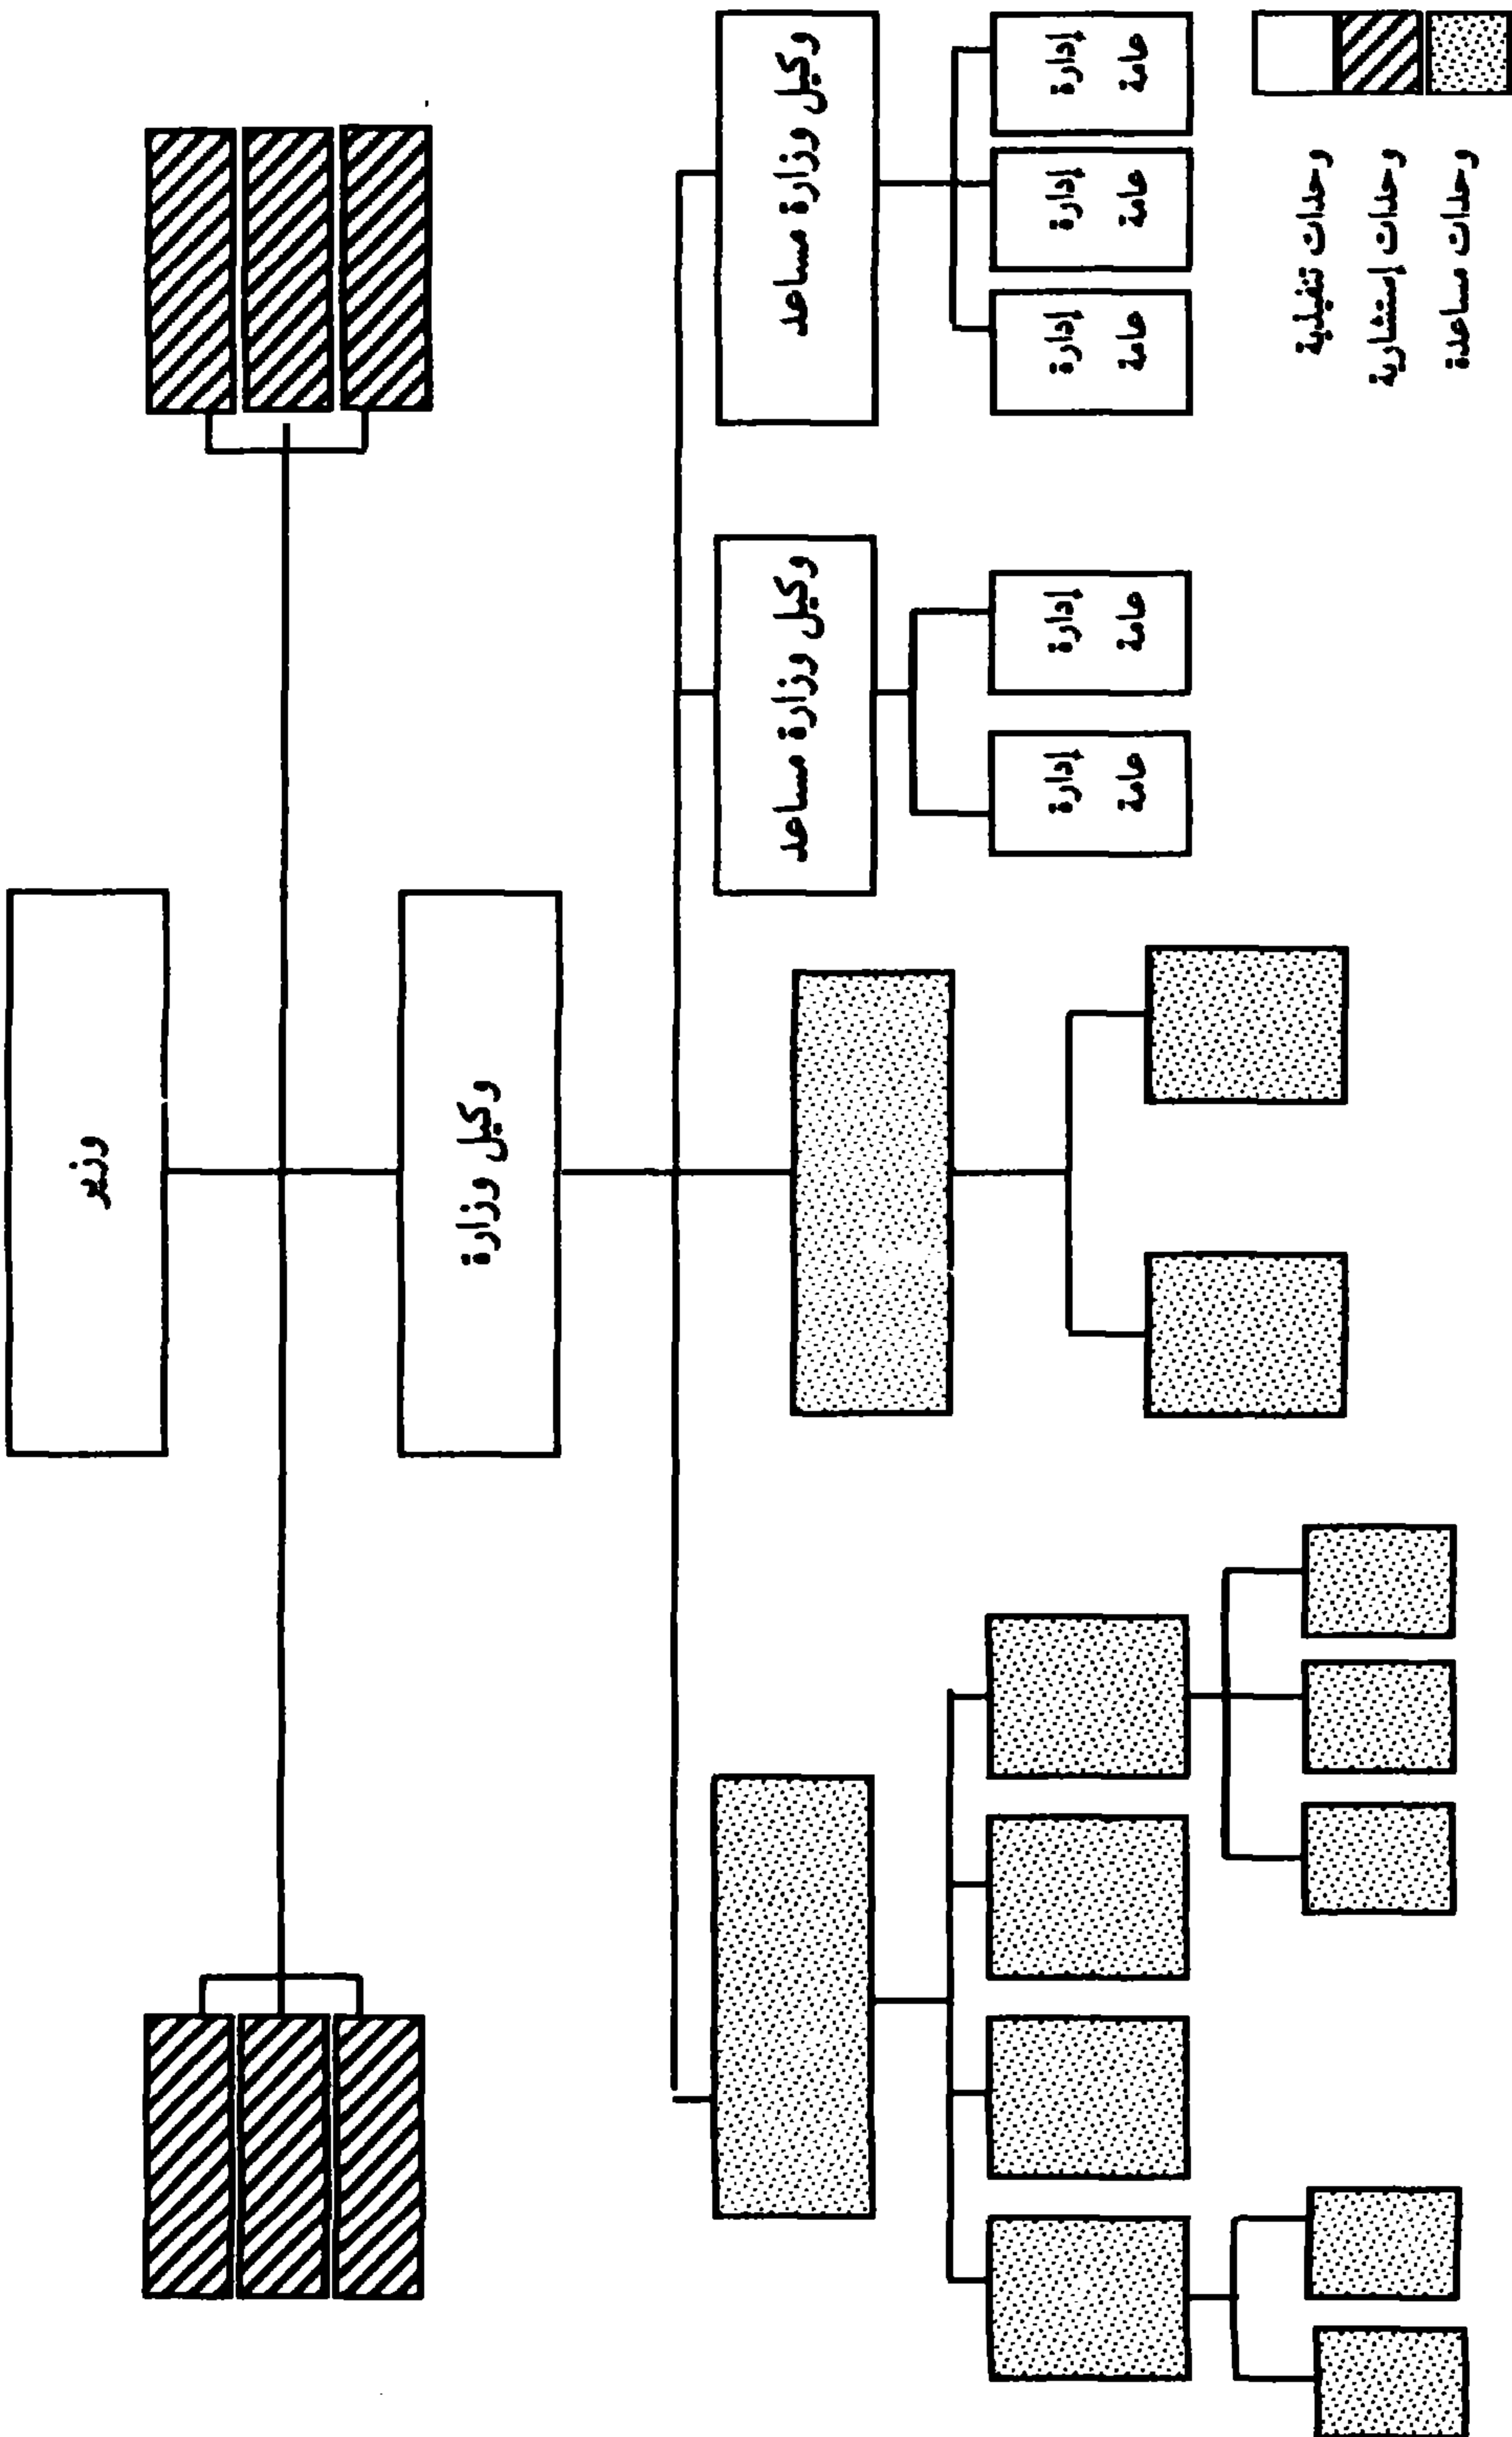 وزير
وكيل وزارة
وكيل وزارة مساعد
وكيل وزارة مساعد
إدارة
عامة
إدارة
عامة
إدارة
عامة
إدارة
عامة
إدارة
عامة
وحدات تنفيذية
وحدات إستشارية
وحدات مساعدة